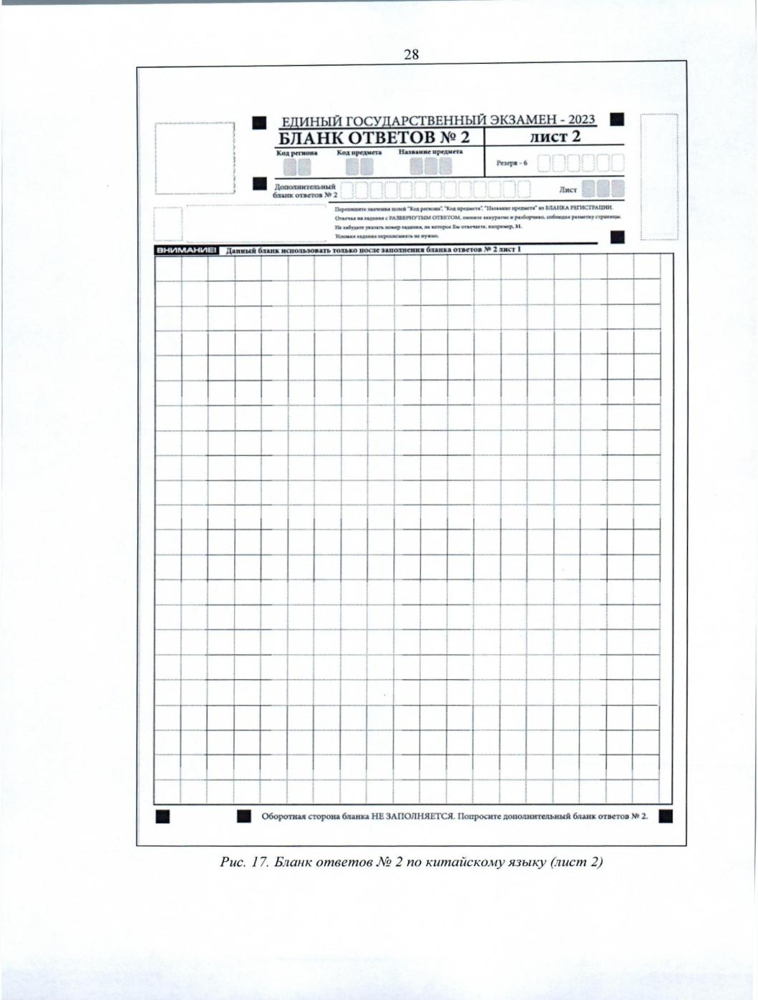 28
ЕДИНЫЙ ГОСУДАРСТВЕННЫЙ ЭКЗАМЕН - 2023
БЛАНК ОТВЕТОВ № 2 лист 2
Код региона Код предмета Название предмета
Резерв - 6
Дополнительный
бланк ответов № 2
Лист
Перепишите значения полей "Код региона", "Код предмета", "Название предмета" из БЛАНКА РЕГИСТРАЦИИ.
Отвечая на задания с РАЗВЕРНУТЫМ ОТВЕТОМ, пишите аккуратно и разборчиво, соблюдая разметку страницы.
Не забудьте указать номер задания, на которое Вы отвечаете, например, 31.
Условия задания переписывать не нужно.
ВНИМАНИЕ! Данный бланк использовать только после заполнения бланка ответов № 2 лист 1
Оборотная сторона бланка НЕ ЗАПОЛНЯЕТСЯ. Попросите дополнительный бланк ответов № 2.
Рис. 17. Бланк ответов № 2 по китайскому языку (лист 2)